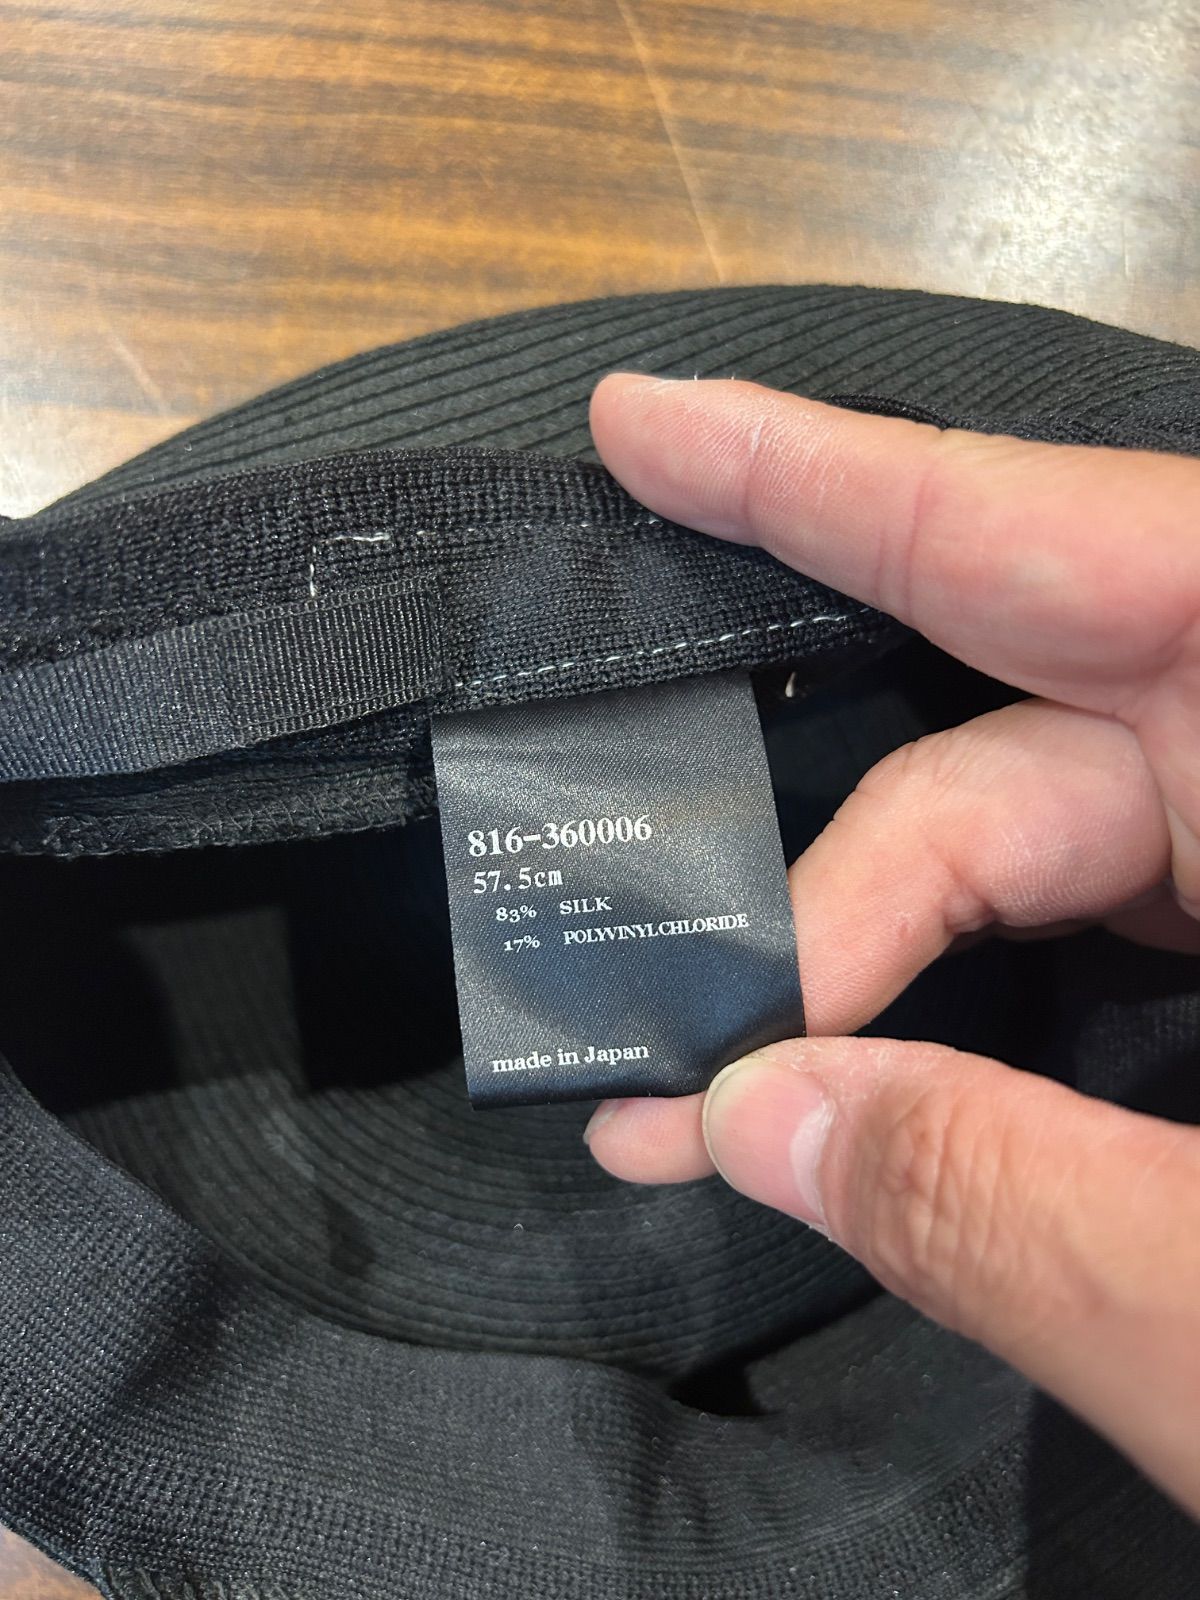 816-360006
57.5cm
83% SILK
17% POLYVINYLCHLORIDE
made in Japan